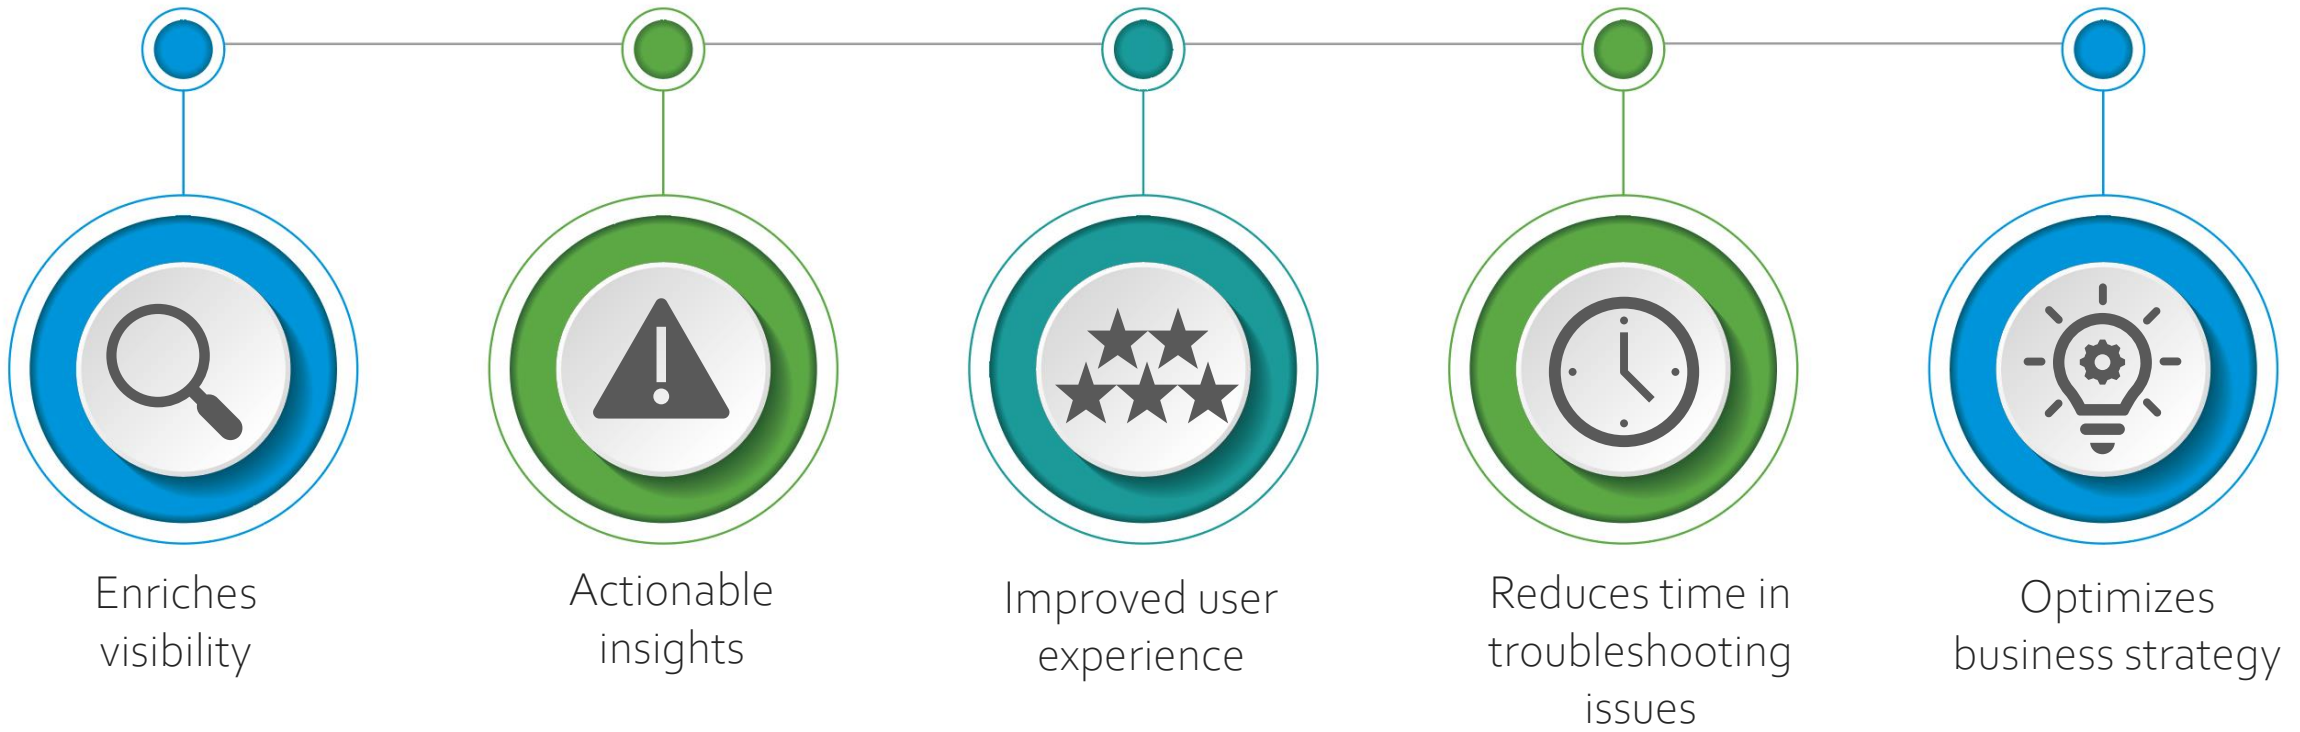 Enriches
visibility
Actionable
insights
Improved user
experience
Reduces time in
troubleshooting
issues
Optimizes
business strategy